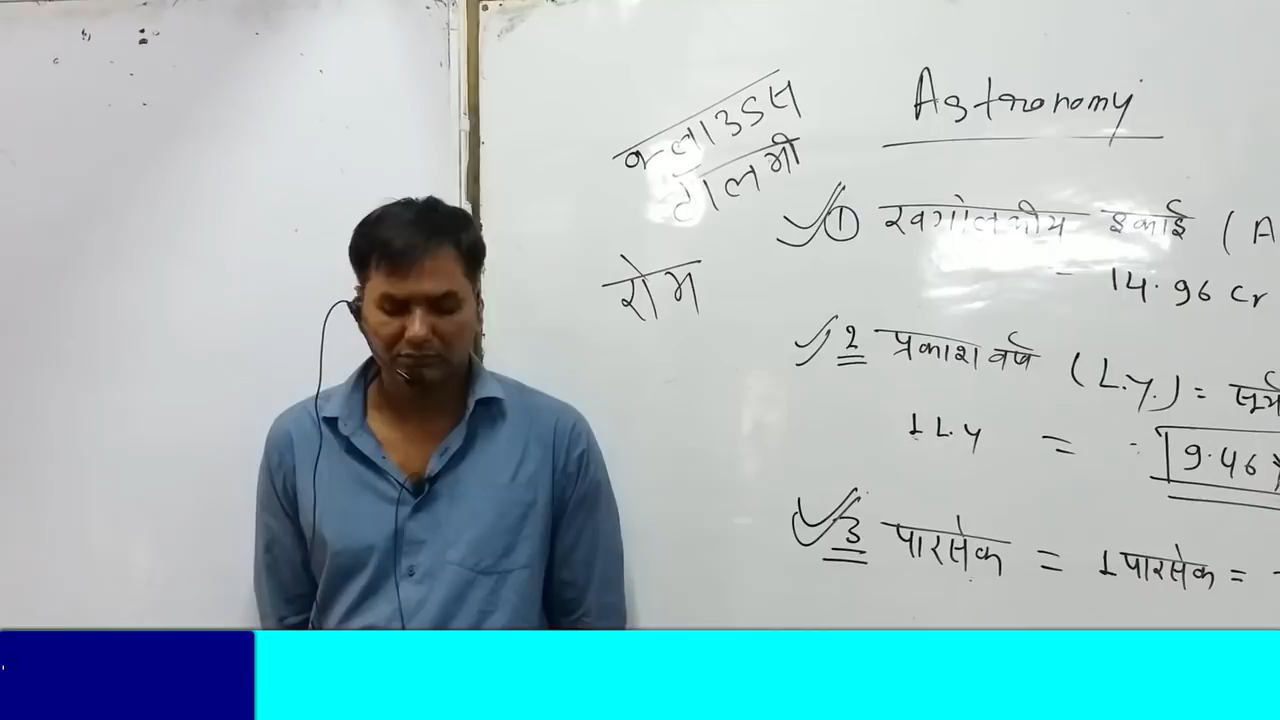 Astronomy
क्लाउडस
टालमी
रोम
① खगोलकीय इकाई (A
= 14.96 Cr
2 प्रकाश वर्ष (L.y.) = सूर्य
1 L.y = 9.46 x
3 पारसेक = 1 पारसेक =